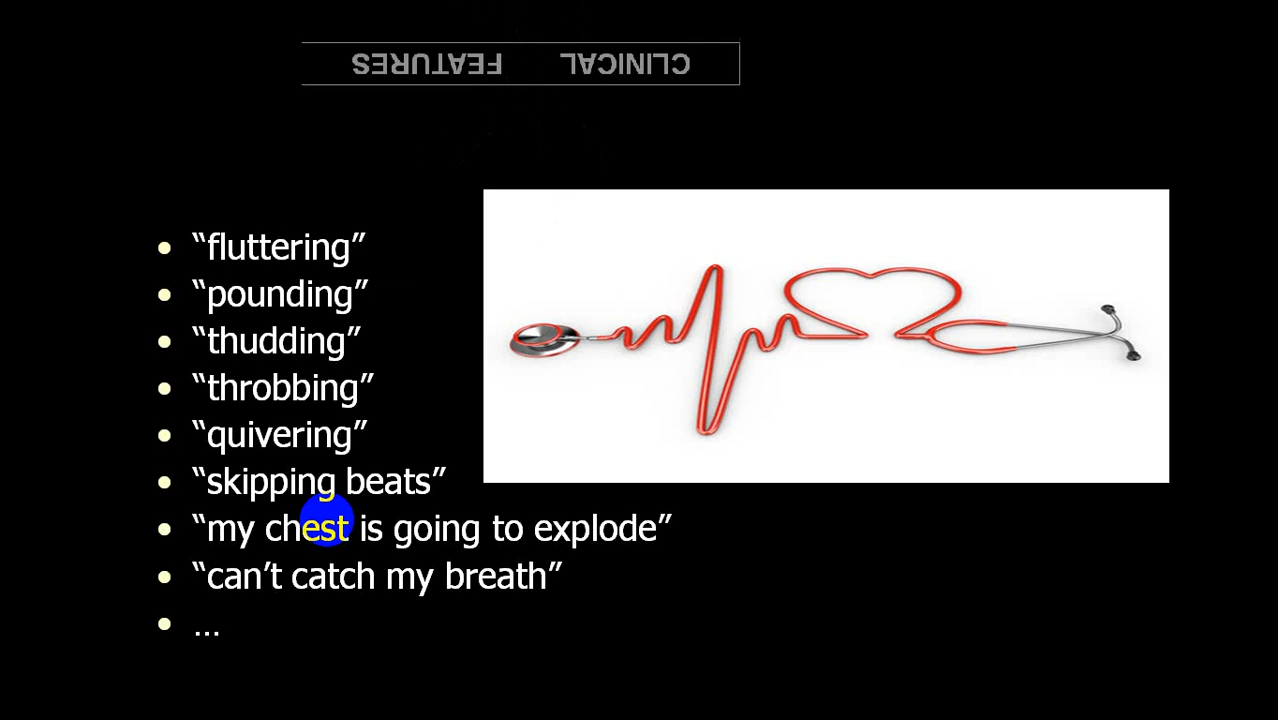 CLINICAL FEATURES
“fluttering”
“pounding”
“thudding”
“throbbing”
“quivering”
“skipping beats”
“my chest is going to explode”
“can’t catch my breath”
...